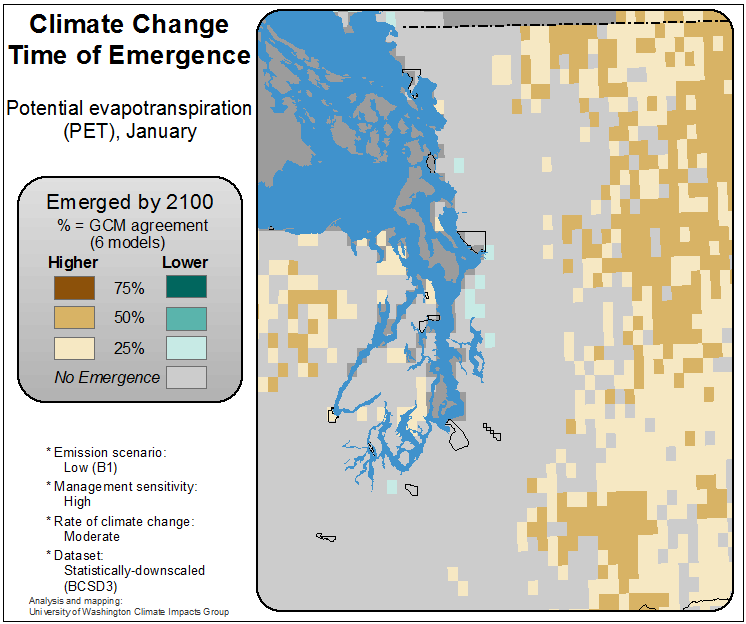 Climate Change
Time of Emergence
Potential evapotranspiration
(PET), January
Emerged by 2100
% = GCM agreement
(6 models)
Higher Lower
75%
50%
25%
No Emergence
* Emission scenario:
Low (B1)
* Management sensitivity:
High
* Rate of climate change:
Moderate
* Dataset:
Statistically-downscaled
(BCSD3)
Analysis and mapping:
University of Washington Climate Impacts Group